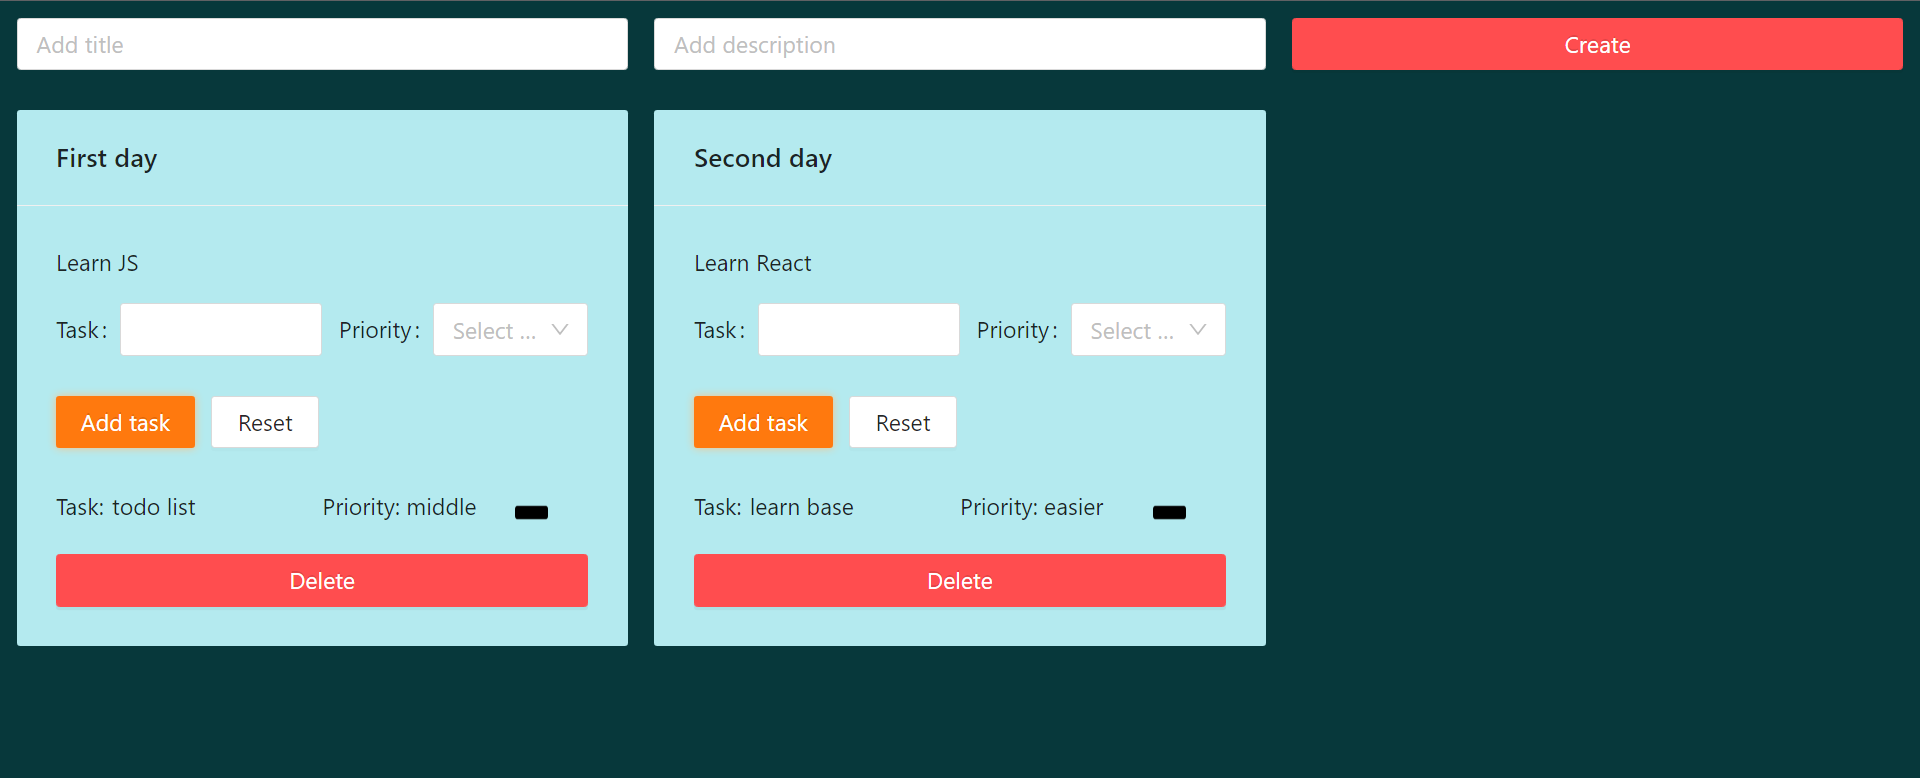 Add title
Add description
Create
First day
Learn JS
Task:
Priority:
Select ...
Add task
Reset
Task: todo list
Priority: middle
Delete
Second day
Learn React
Task:
Priority:
Select ...
Add task
Reset
Task: learn base
Priority: easier
Delete